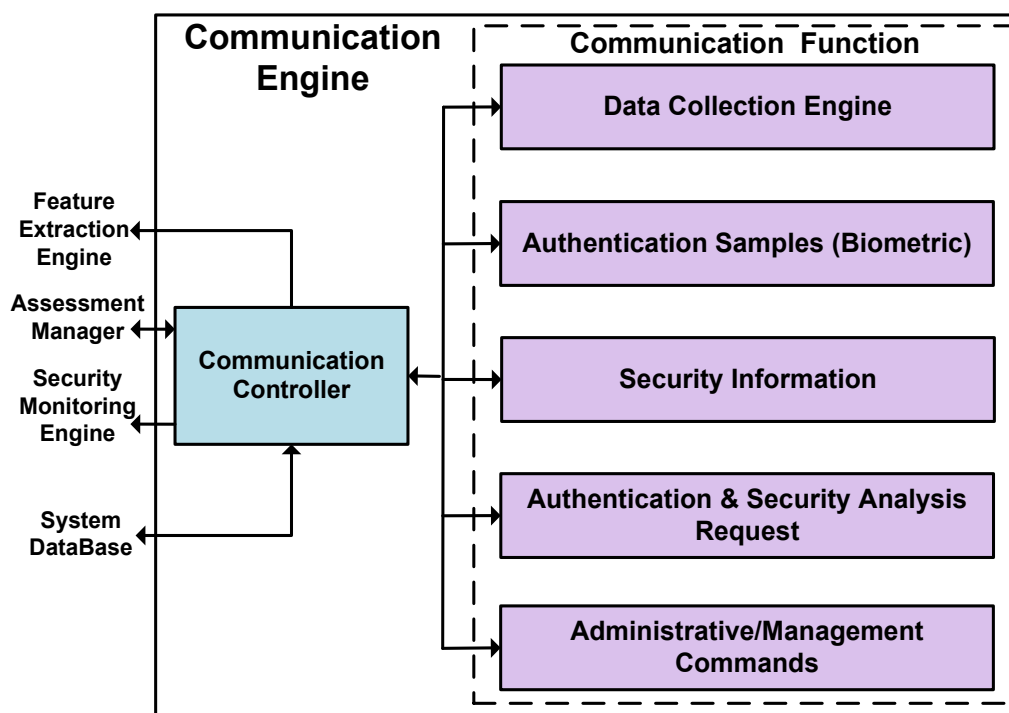 Communication
Engine
Communication Function
Data Collection Engine
Feature
Extraction
Engine
Authentication Samples (Biometric)
Assessment
Manager
Communication
Controller
Security
Monitoring
Engine
Security Information
System
DataBase
Authentication & Security Analysis
Request
Administrative/Management
Commands